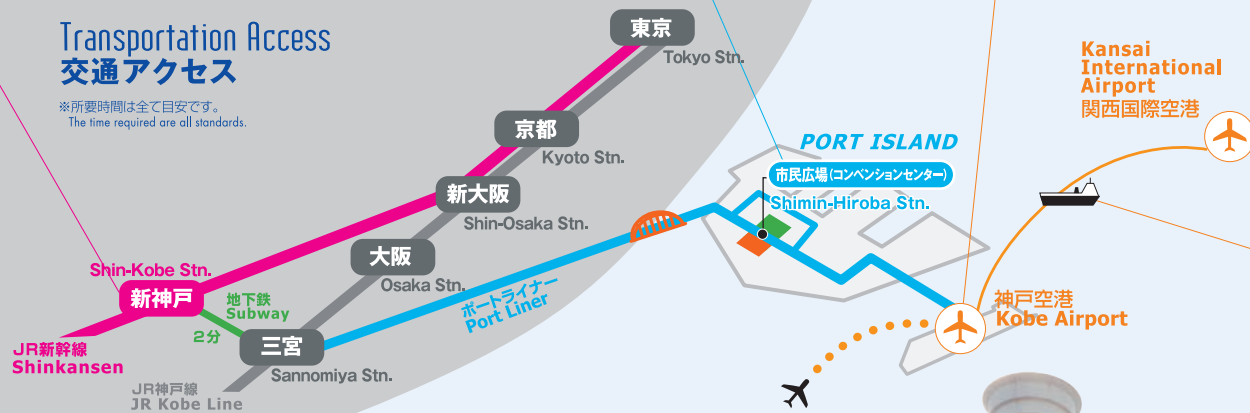 Transportation Access
交通アクセス
※所要時間は全て目安です。
The time required are all standards.
東京
Tokyo Stn.
京都
Kyoto Stn.
新大阪
Shin-Osaka Stn.
大阪
Osaka Stn.
Shin-Kobe Stn.
新神戸
地下鉄
Subway
2分
三宮
Sannomiya Stn.
JR新幹線
Shinkansen
JR神戸線
JR Kobe Line
ポートライナー
Port Liner
PORT ISLAND
市民広場(コンベンションセンター)
Shimin-Hiroba Stn.
Kansai
International
Airport
関西国際空港
神戸空港
Kobe Airport